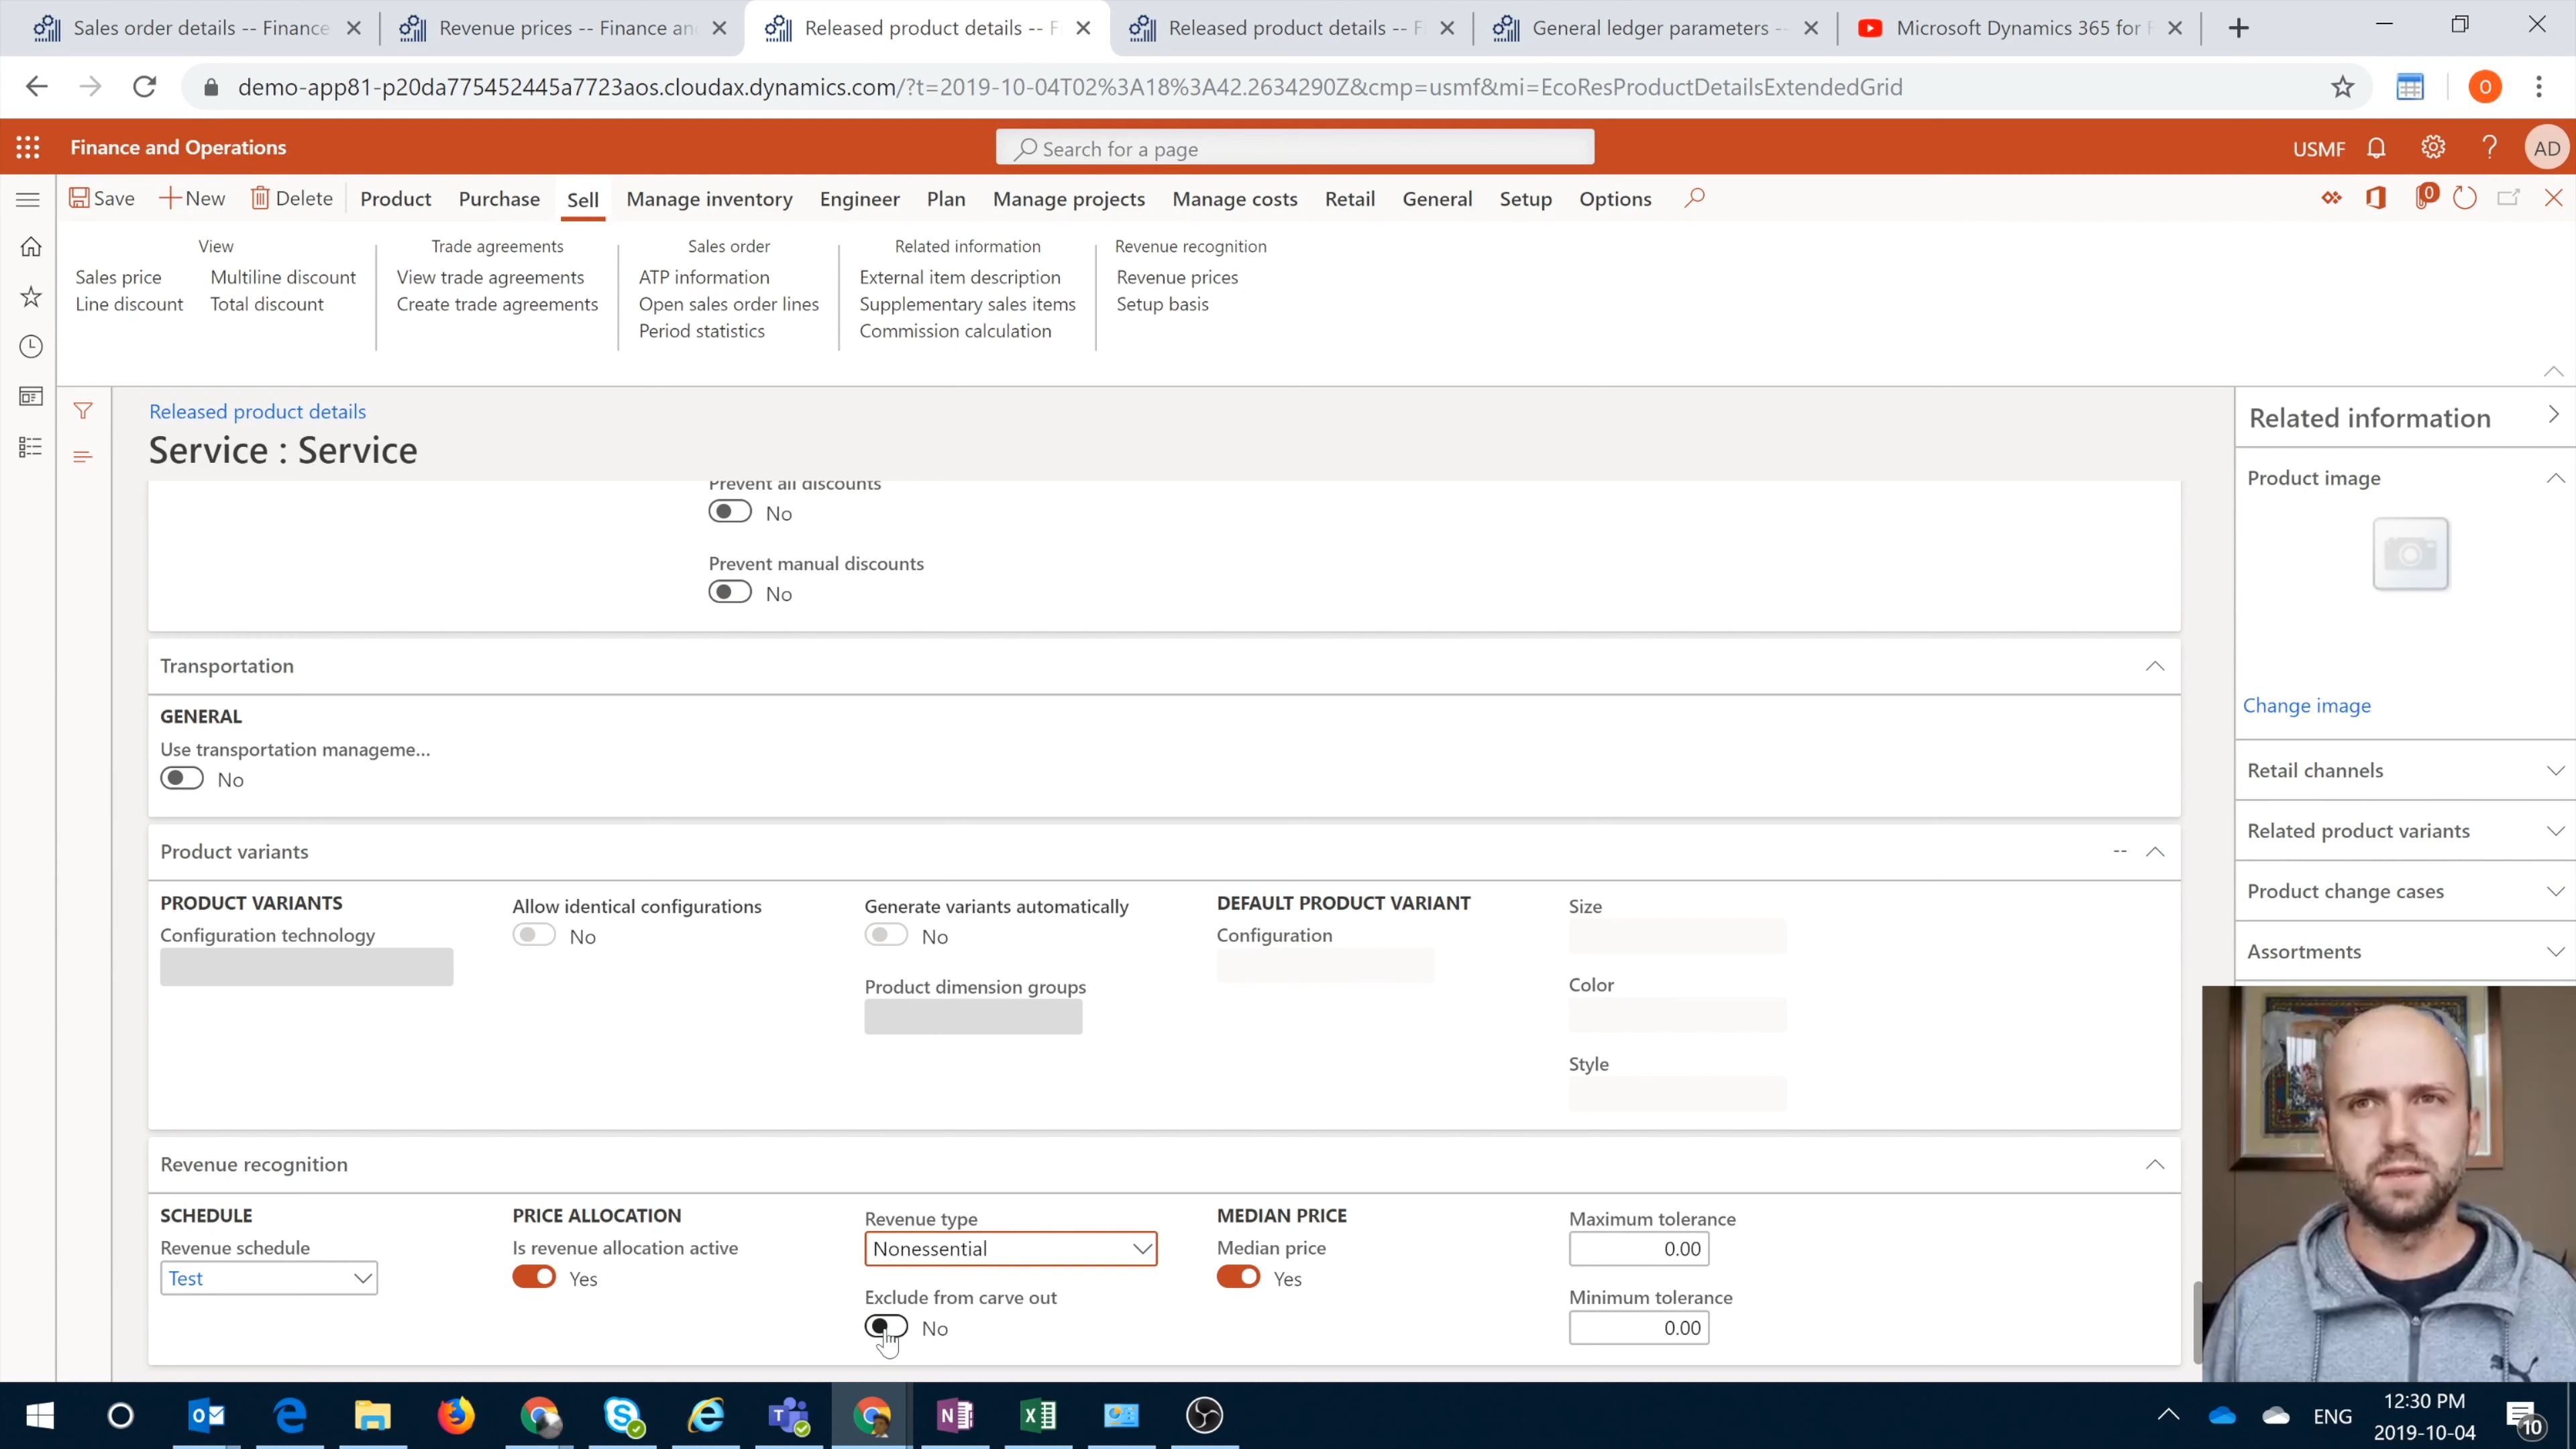 Sales order details -- Finance
Revenue prices -- Finance an
Released product details -- F
Released product details -- F
General ledger parameters --
Microsoft Dynamics 365 for F
demo-app81-p20da775452445a7723aos.cloudax.dynamics.com/?t=2019-10-04T02%3A18%3A42.2634290Z&cmp=usmf&mi=EcoResProductDetailsExtendedGrid
O
Finance and Operations
Search for a page
USMF
?
AD
Save
New
Delete
Product
Purchase
Sell
Manage inventory
Engineer
Plan
Manage projects
Manage costs
Retail
General
Setup
Options
0
View
Trade agreements
Sales order
Related information
Revenue recognition
Sales price
Multiline discount
View trade agreements
ATP information
External item description
Revenue prices
Line discount
Total discount
Create trade agreements
Open sales order lines
Supplementary sales items
Setup basis
Period statistics
Commission calculation
Released product details
Service : Service
Prevent all discounts
No
Prevent manual discounts
No
Transportation
GENERAL
Use transportation manageme...
No
Product variants
--
PRODUCT VARIANTS
Configuration technology
Allow identical configurations
No
Generate variants automatically
No
Product dimension groups
DEFAULT PRODUCT VARIANT
Configuration
Size
Color
Style
Revenue recognition
SCHEDULE
Revenue schedule
Test
PRICE ALLOCATION
Is revenue allocation active
Yes
Revenue type
Nonessential
Exclude from carve out
No
MEDIAN PRICE
Median price
Yes
Maximum tolerance
0.00
Minimum tolerance
0.00
Related information
Product image
Change image
Retail channels
Related product variants
Product change cases
Assortments
ENG
12:30 PM
2019-10-04
10